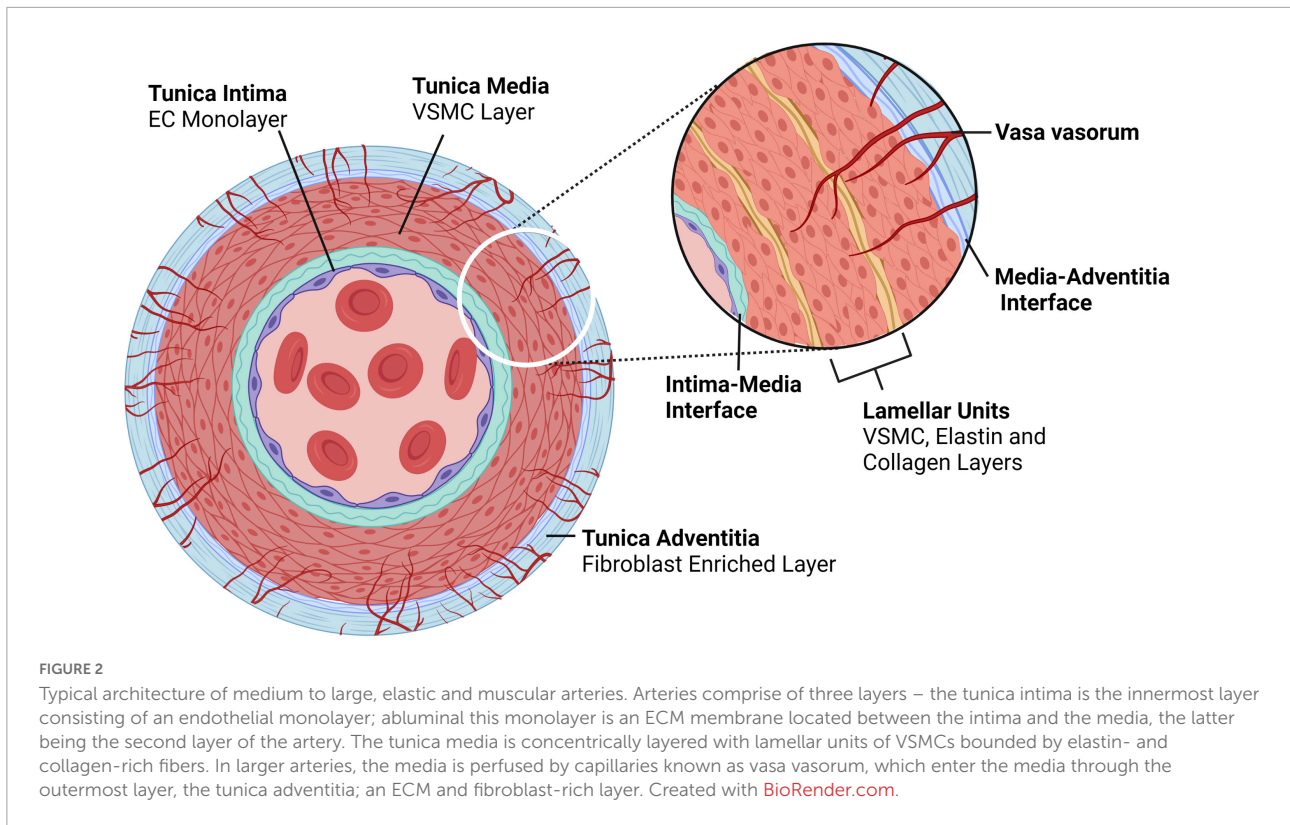 Tunica Intima
EC Monolayer
Tunica Media
VSMC Layer
Vasa vasorum
Media-Adventitia
Interface
Intima-Media
Interface
Lamellar Units
VSMC, Elastin and
Collagen Layers
Tunica Adventitia
Fibroblast Enriched Layer
FIGURE 2
Typical architecture of medium to large, elastic and muscular arteries. Arteries comprise of three layers – the tunica intima is the innermost layer
consisting of an endothelial monolayer; abluminal this monolayer is an ECM membrane located between the intima and the media, the latter
being the second layer of the artery. The tunica media is concentrically layered with lamellar units of VSMCs bounded by elastin- and
collagen-rich fibers. In larger arteries, the media is perfused by capillaries known as vasa vasorum, which enter the media through the
outermost layer, the tunica adventitia; an ECM and fibroblast-rich layer. Created with BioRender.com.